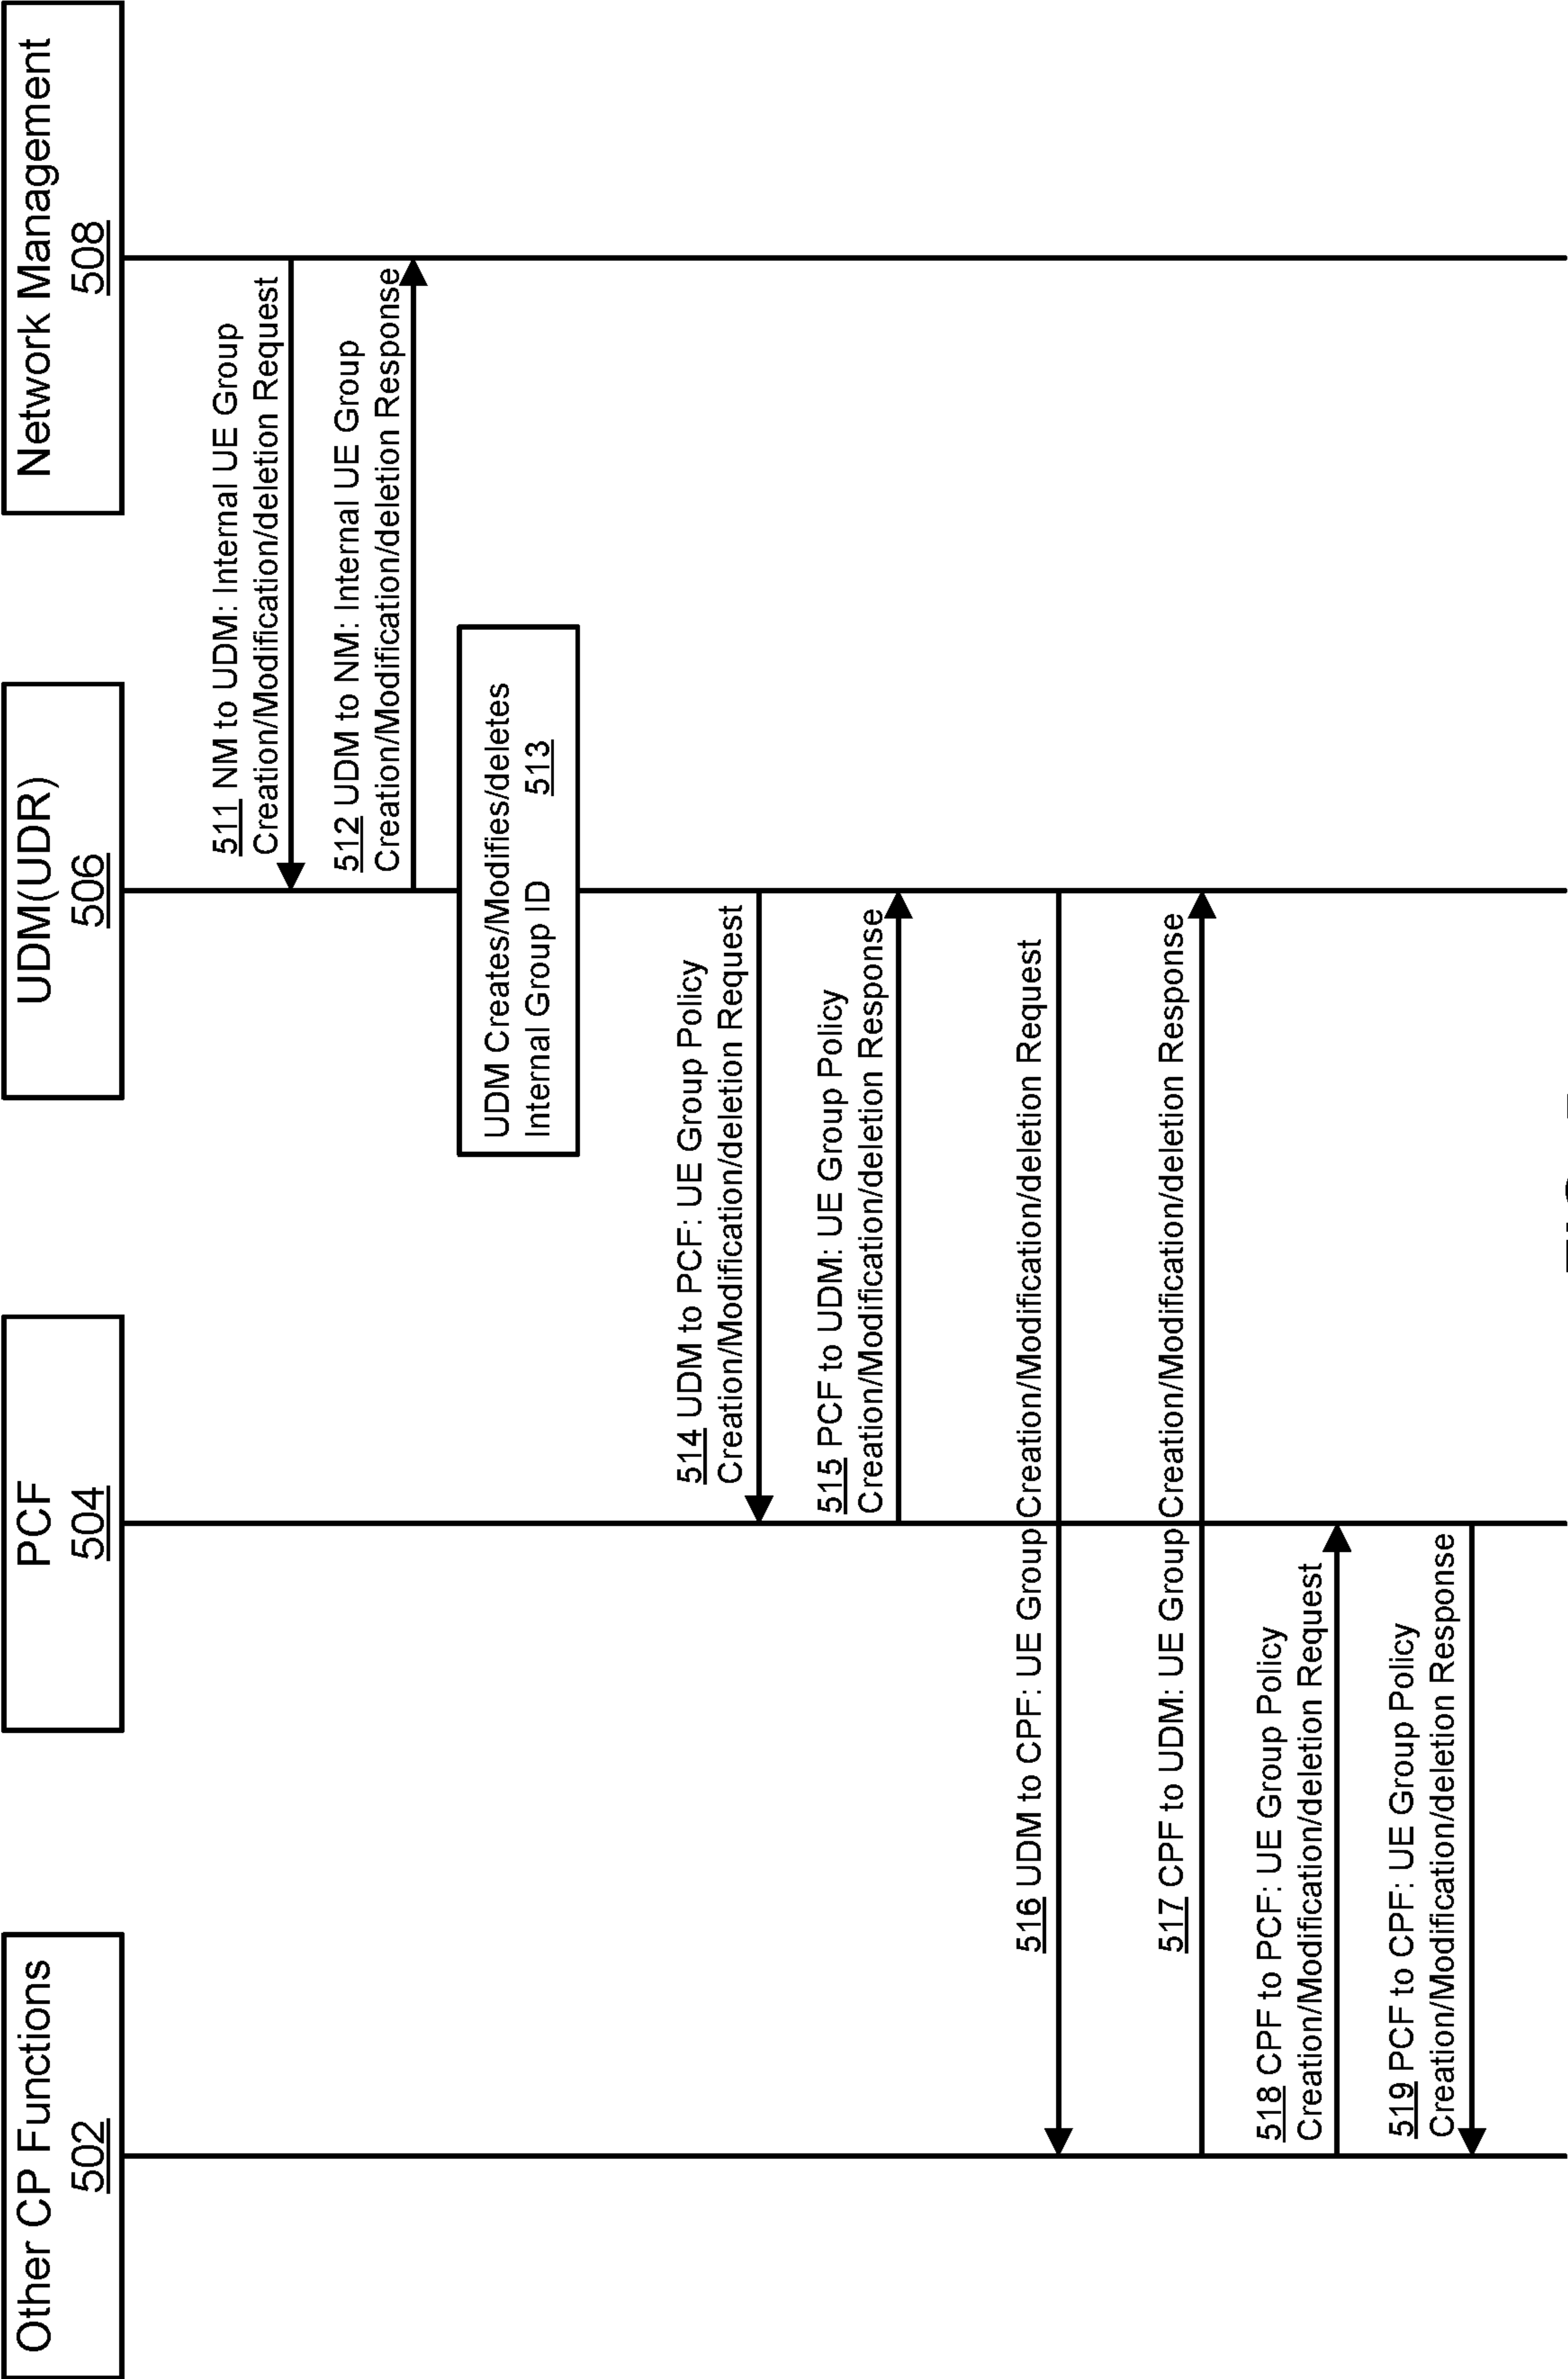 Other CP Functions
502
PCF
504
UDM(UDR)
506
Network Management
508
511 NM to UDM: Internal UE Group
Creation/Modification/deletion Request
512 UDM to NM: Internal UE Group
Creation/Modification/deletion Response
UDM Creates/Modifies/deletes
Internal Group ID 513
514 UDM to PCF: UE Group Policy
Creation/Modification/deletion Request
515 PCF to UDM: UE Group Policy
Creation/Modification/deletion Response
516 UDM to CPF: UE Group Creation/Modification/deletion Request
517 CPF to UDM: UE Group Creation/Modification/deletion Response
518 CPF to PCF: UE Group Policy
Creation/Modification/deletion Request
519 PCF to CPF: UE Group Policy
Creation/Modification/deletion Response